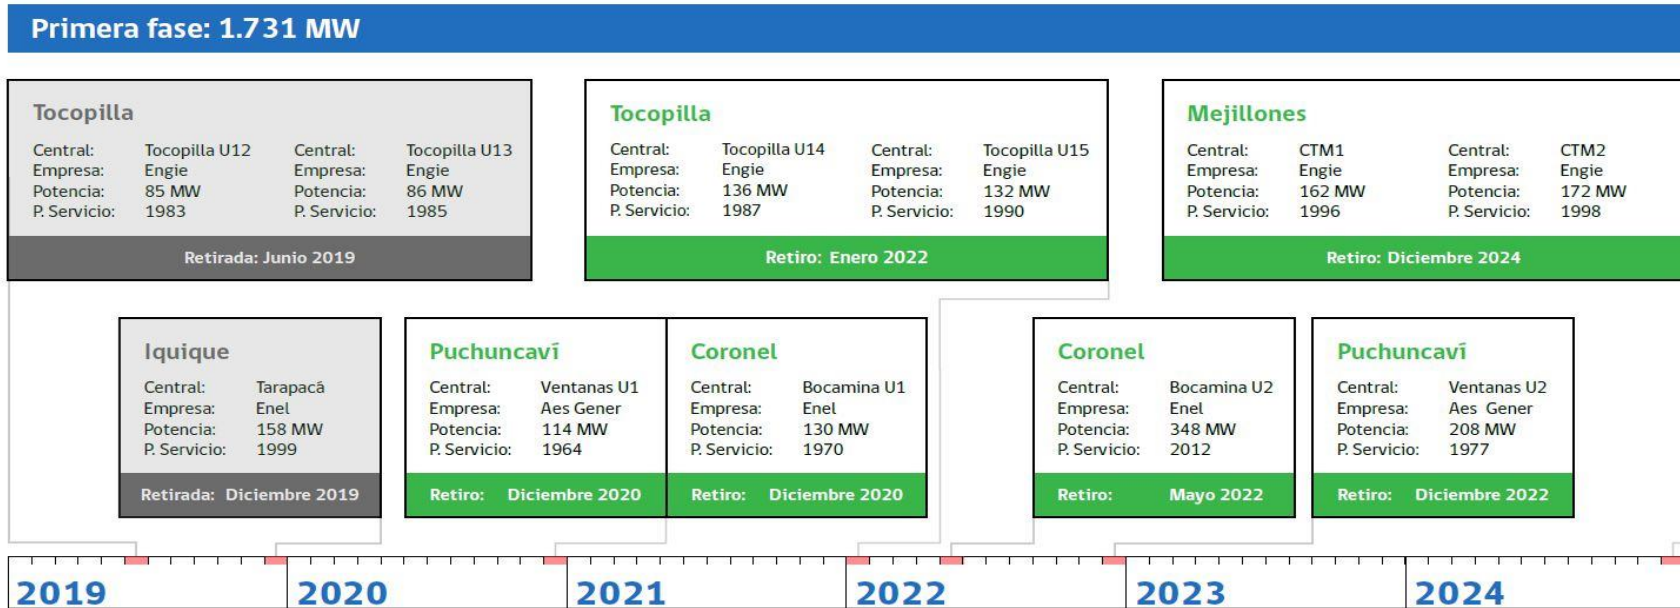 Primera fase: 1.731 MW
Tocopilla
Central: Tocopilla U12 Central: Tocopilla U13
Empresa: Engie Empresa: Engie
Potencia: 85 MW Potencia: 86 MW
P. Servicio: 1983 P. Servicio: 1985
Retirada: Junio 2019
Tocopilla
Central: Tocopilla U14 Central: Tocopilla U15
Empresa: Engie Empresa: Engie
Potencia: 136 MW Potencia: 132 MW
P. Servicio: 1987 P. Servicio: 1990
Retiro: Enero 2022
Mejillones
Central: CTM1 Central: CTM2
Empresa: Engie Empresa: Engie
Potencia: 162 MW Potencia: 172 MW
P. Servicio: 1996 P. Servicio: 1998
Retiro: Diciembre 2024
Iquique
Central: Tarapacá
Empresa: Enel
Potencia: 158 MW
P. Servicio: 1999
Retirada: Diciembre 2019
Puchuncaví
Central: Ventanas U1
Empresa: Aes Gener
Potencia: 114 MW
P. Servicio: 1964
Retiro: Diciembre 2020
Coronel
Central: Bocamina U1
Empresa: Enel
Potencia: 130 MW
P. Servicio: 1970
Retiro: Diciembre 2020
Coronel
Central: Bocamina U2
Empresa: Enel
Potencia: 348 MW
P. Servicio: 2012
Retiro: Mayo 2022
Puchuncaví
Central: Ventanas U2
Empresa: Aes Gener
Potencia: 208 MW
P. Servicio: 1977
Retiro: Diciembre 2022
2019 2020 2021 2022 2023 2024